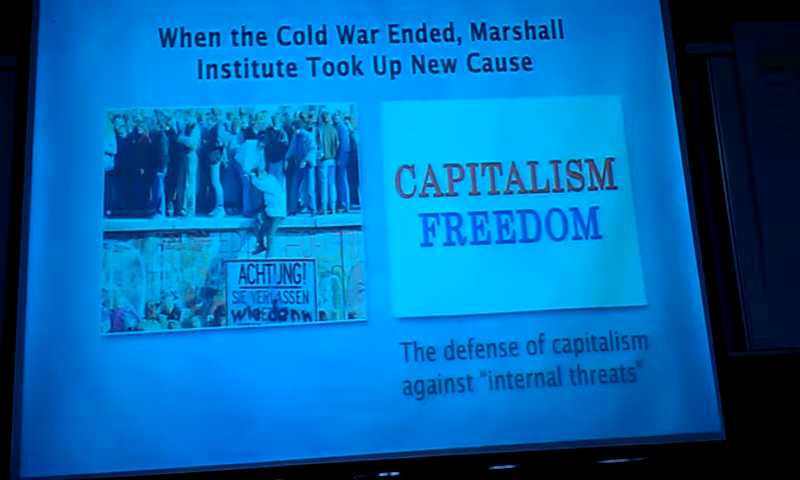 When the Cold War Ended, Marshall
Institute Took Up New Cause
ACHTUNG!
SIE VERLASSEN
CAPITALISM
FREEDOM
The defense of capitalism
against “internal threats”